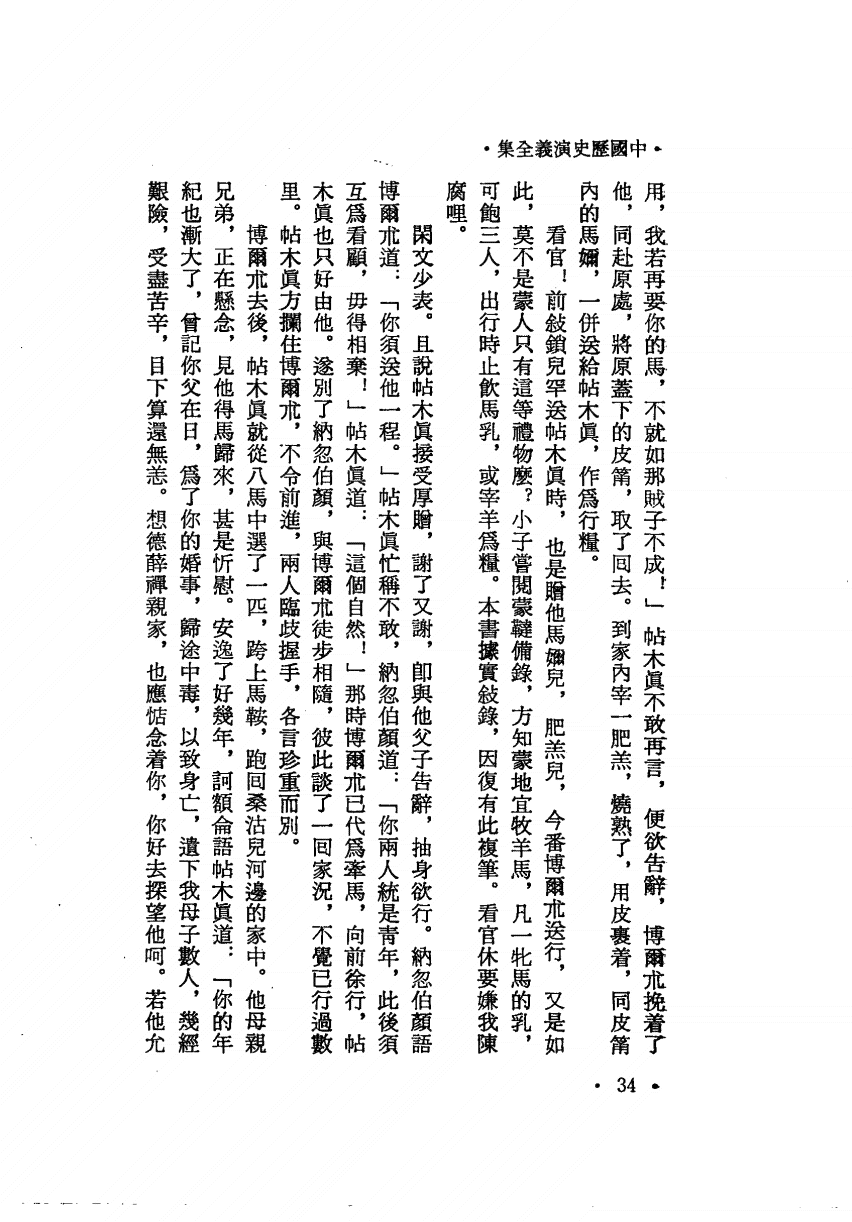 •中國歷史演義全集•
用，我若再要你的馬，不就如那賊子不成！」帖木眞不敢再言，便欲告辭，博爾朮挽着了
他，同赴原處，將原蓋下的皮筩，取了回去。到家內宰一肥羔，燒熟了，用皮裹着，同皮筩
內的馬嬭，一併送給帖木眞，作爲行糧。
看官！前敍鎖兒罕送帖木眞時，也是贈他馬嬭兒，肥羔兒，今番博爾朮送行，又是如
此，莫不是蒙人只有這等禮物麼？小子嘗閱蒙韃備錄，方知蒙地宜牧羊馬，凡一牝馬的乳，
可飽三人，出行時止飲馬乳，或宰羊爲糧。本書據實敍錄，因復有此複筆。看官休要嫌我陳
腐哩。
閑文少表。且說帖木眞接受厚贈，謝了又謝，卽與他父子告辭，抽身欲行。納忽伯顏語
博爾朮道：「你須送他一程。」帖木眞忙稱不敢，納忽伯顏道：「你兩人統是靑年，此後須
互爲看顧，毋得相棄！」帖木眞道：「這個自然！」那時博爾朮已代爲牽馬，向前徐行，帖
木眞也只好由他。遂別了納忽伯顏，與博爾朮徒步相隨，彼此談了一回家況，不覺已行過數
里。帖木眞方攔住博爾朮，不令前進，兩人臨歧握手，各言珍重而別。
博爾朮去後，帖木眞就從八馬中選了一匹，跨上馬鞍，跑回桑沽兒河邊的家中。他母親
兄弟，正在懸念，見他得馬歸來，甚是忻慰。安逸了好幾年，訶額侖語帖木眞道：「你的年
紀也漸大了，曾記你父在日，爲了你的婚事，歸途中毒，以致身亡，遺下我母子數人，幾經
艱險，受盡苦辛，目下算還無恙。想德薛禪親家，也應惦念着你，你好去探望他呵。若他允
• 34 •